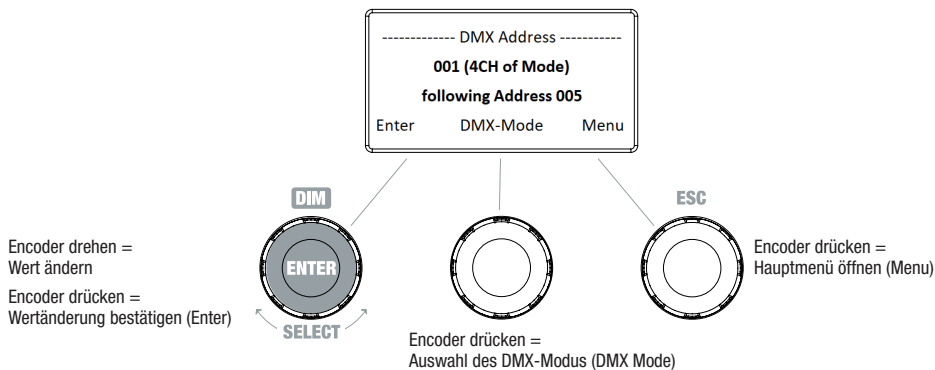 ------------- DMX Address -----------
001 (4CH of Mode)
following Address 005
Enter DMX-Mode Menu
DIM
ESC
Encoder drehen =
Wert ändern
Encoder drücken =
Wertänderung bestätigen (Enter)
ENTER
SELECT
Encoder drücken =
Auswahl des DMX-Modus (DMX Mode)
Encoder drücken =
Hauptmenü öffnen (Menu)